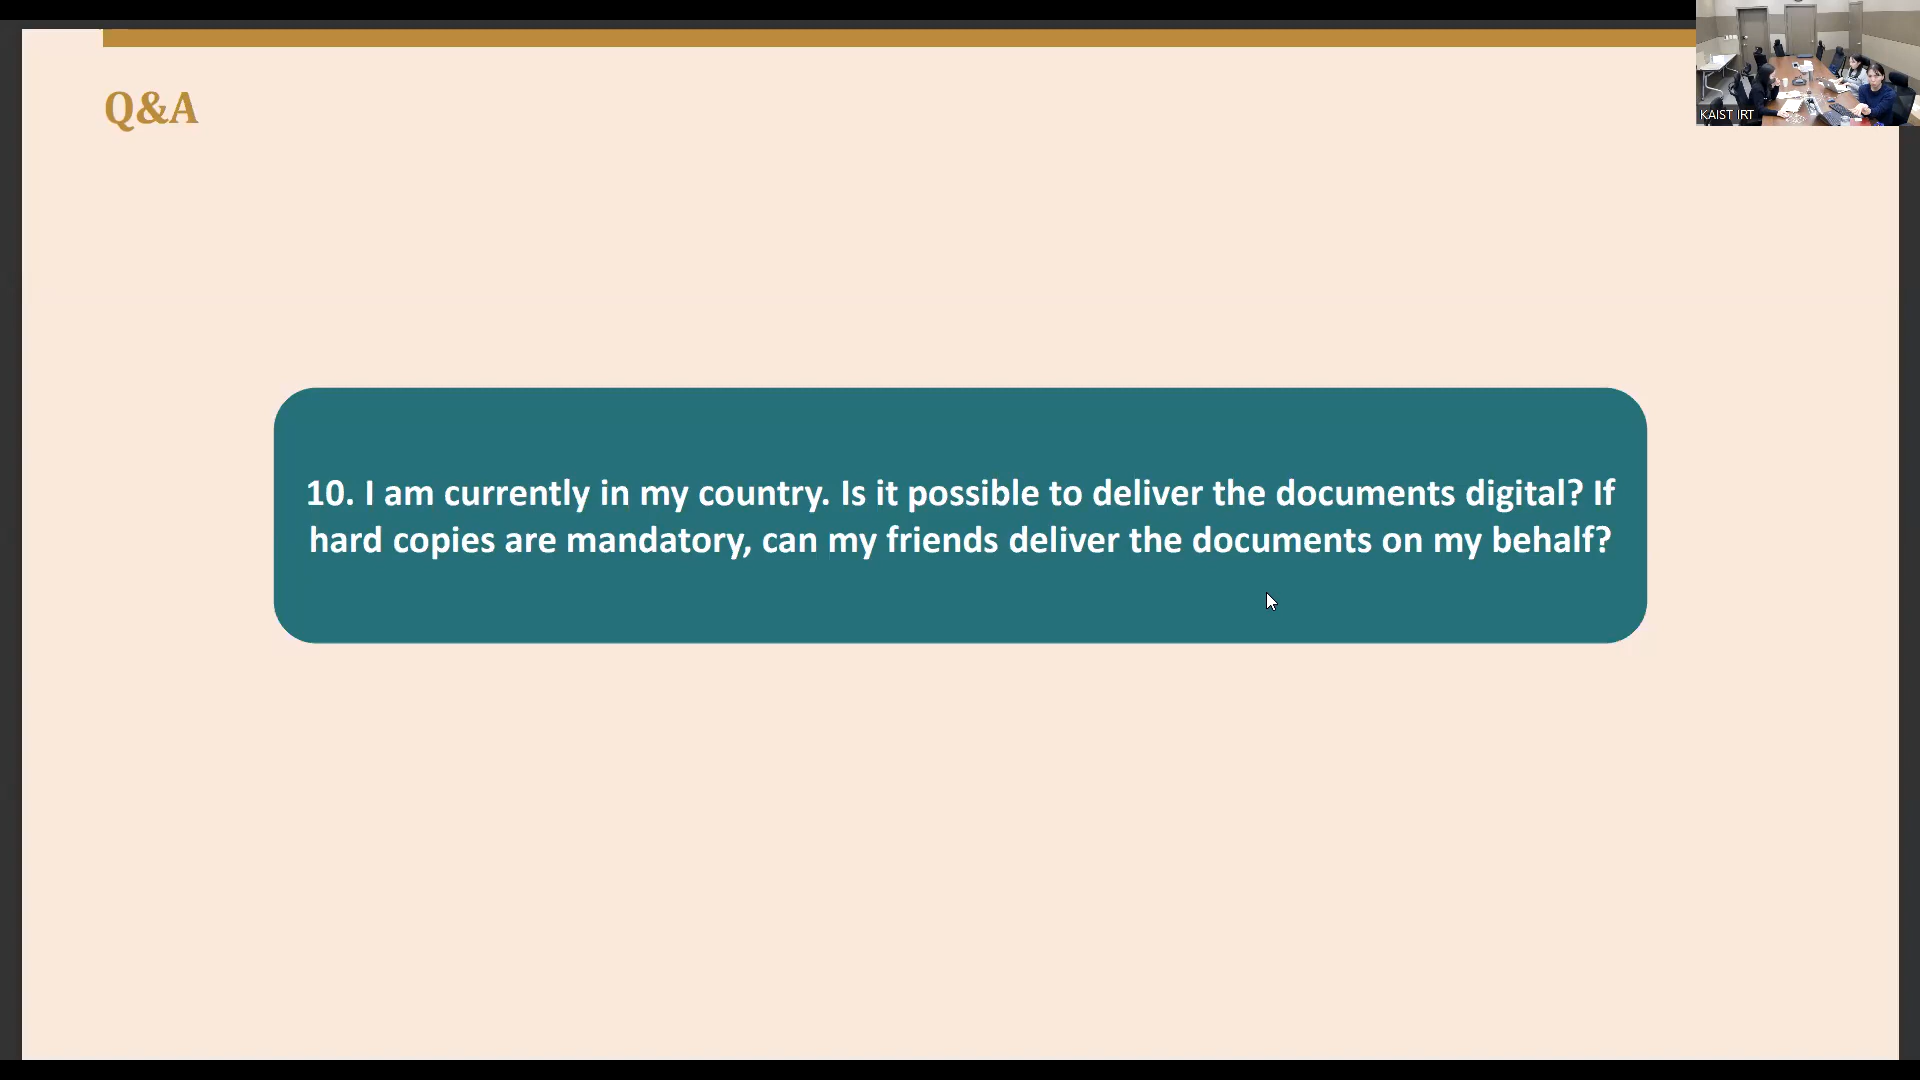 Q&A
KAIST IRT
10. I am currently in my country. Is it possible to deliver the documents digital? If
hard copies are mandatory, can my friends deliver the documents on my behalf?